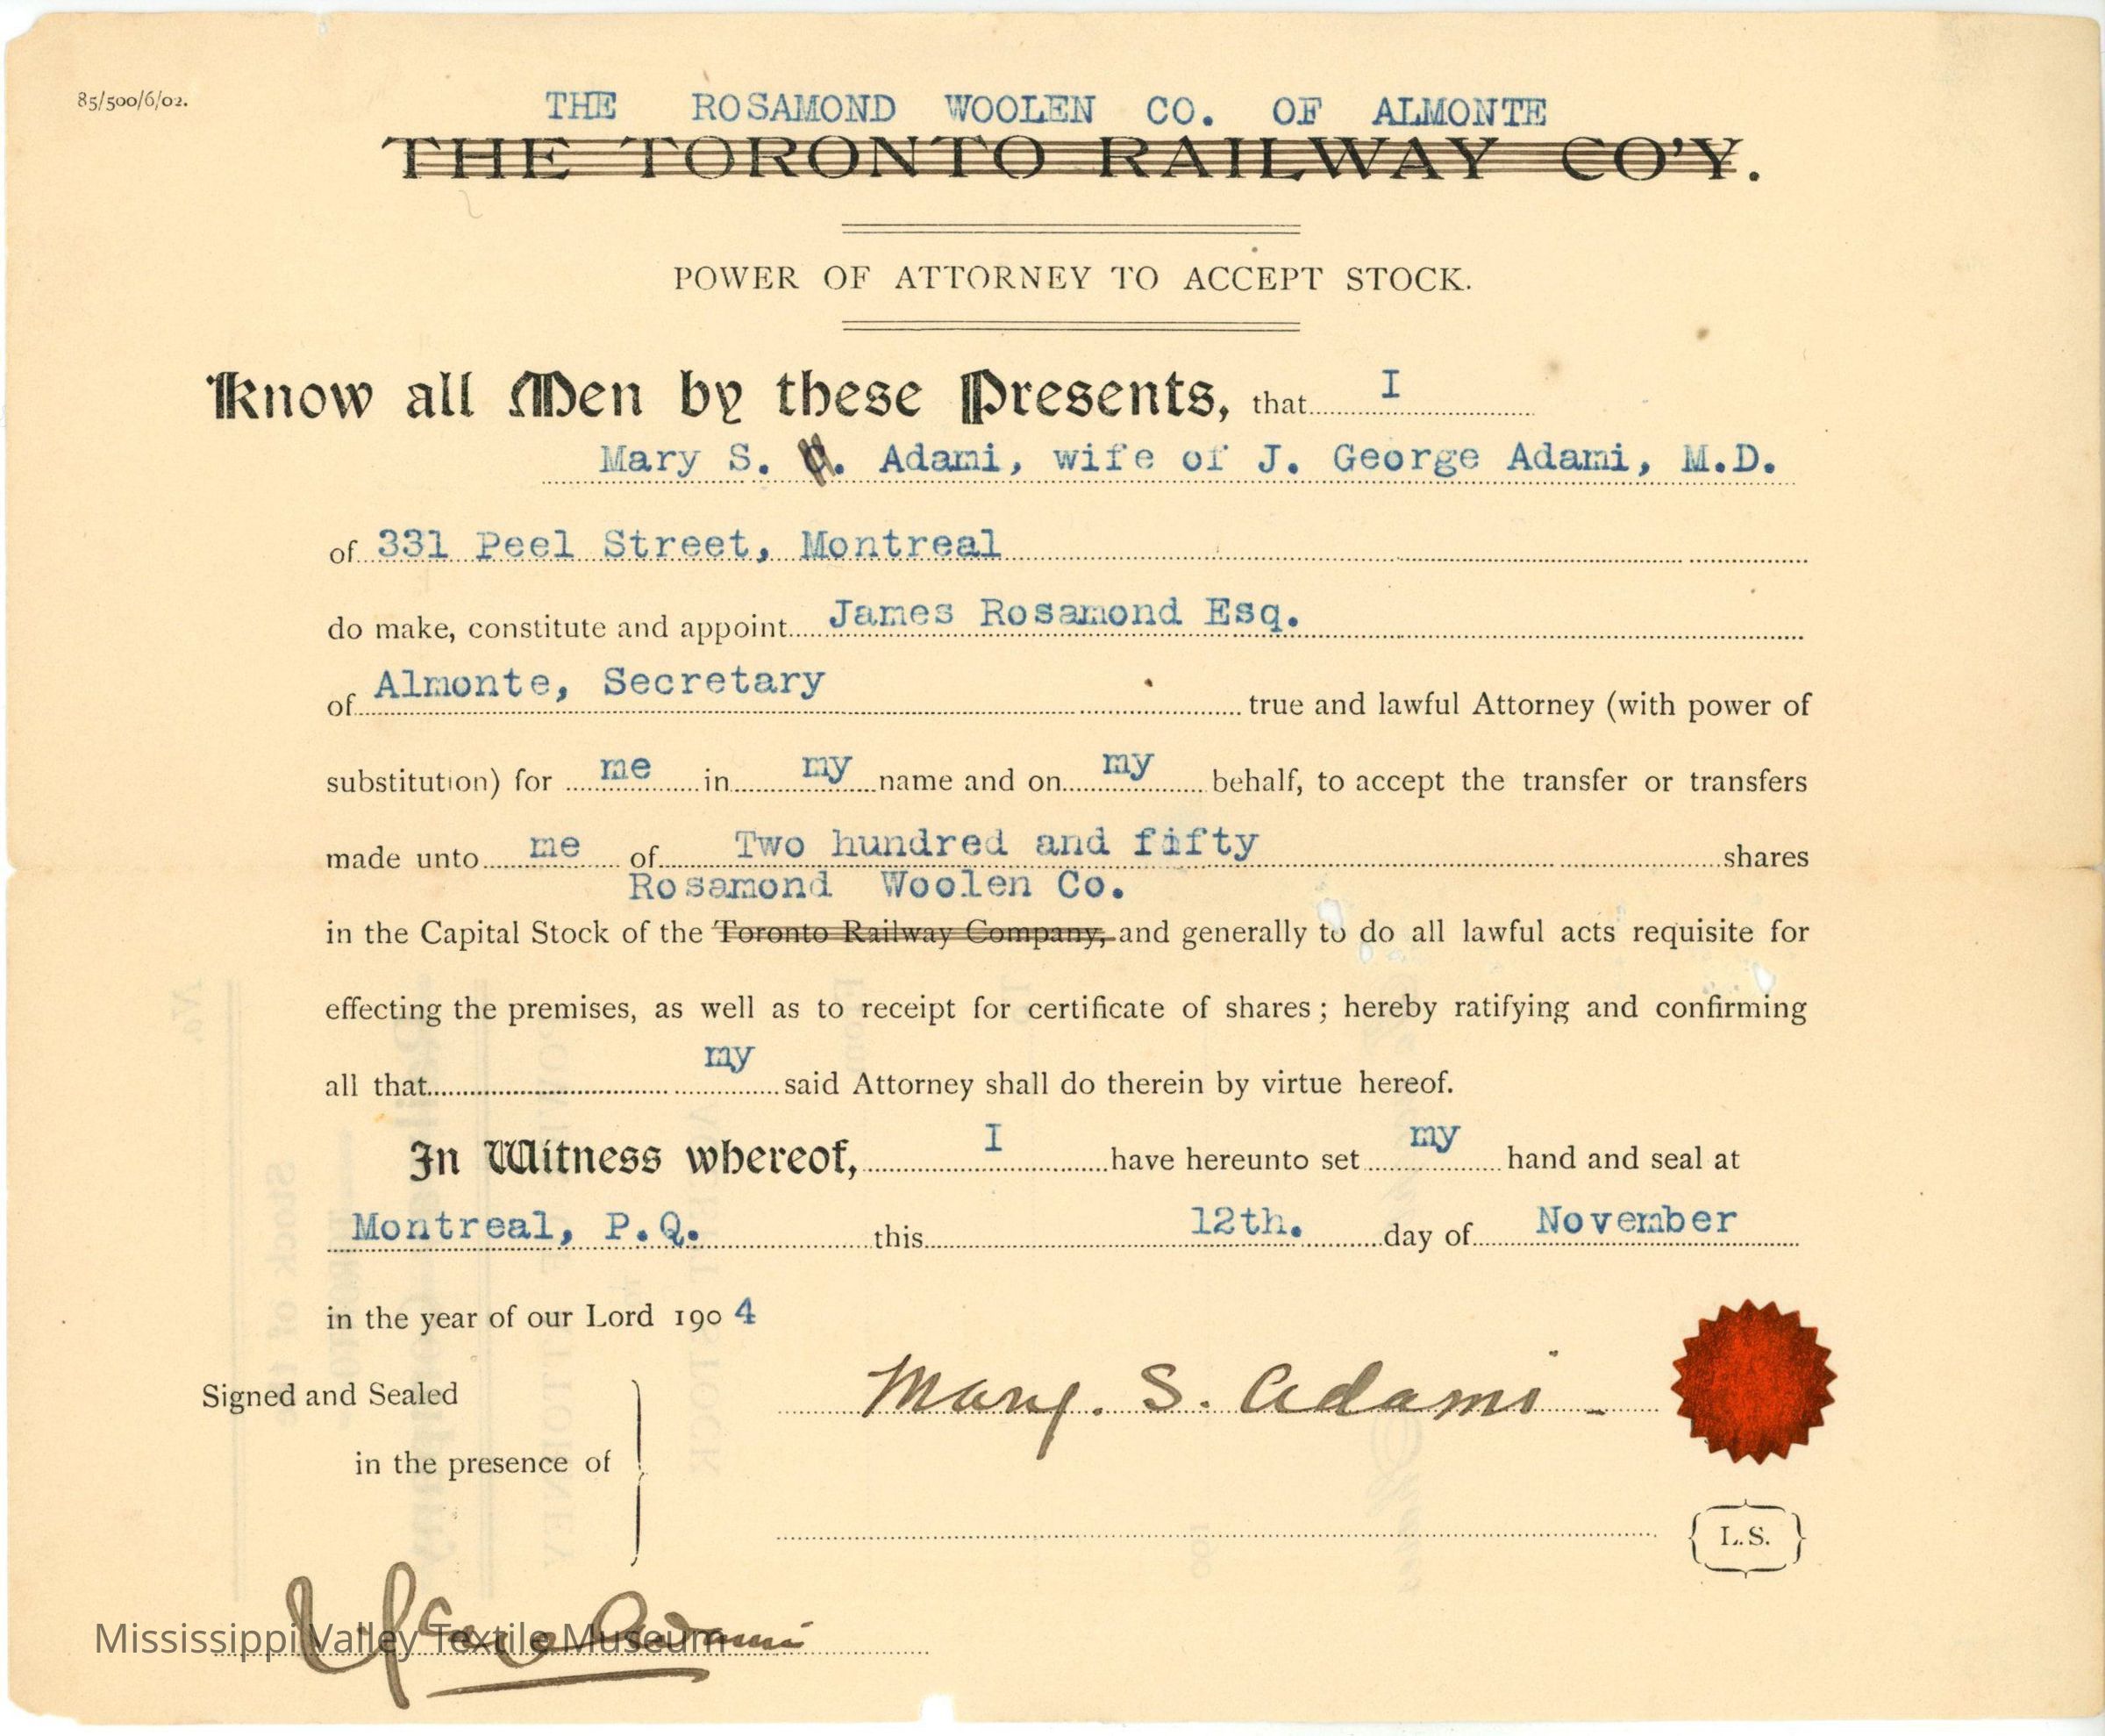 85/500/6/02.
THE ROSAMOND WOOLEN CO. OF ALMONTE
THE TORONTO RAILWAY CO'Y.
POWER OF ATTORNEY TO ACCEPT STOCK.
Know all Men by these Presents, that I
Mary S. C. Adami, wife of J. George Adami, M.D.
of 331 Peel Street, Montreal
do make, constitute and appoint James Rosamond Esq.
of Almonte, Secretary true and lawful Attorney (with power of
substitution) for me in my name and on my behalf, to accept the transfer or transfers
made unto me of Two hundred and fifty shares
Rosamond Woolen Co.
in the Capital Stock of the Toronto Railway Company, and generally to do all lawful acts requisite for
effecting the premises, as well as to receipt for certificate of shares; hereby ratifying and confirming
all that my said Attorney shall do therein by virtue hereof.
In Witness whereof, I have hereunto set my hand and seal at
Montreal, P.Q. this 12th. day of November
in the year of our Lord 1904
Signed and Sealed
Mary. S. Adami
in the presence of
L.S.
Adami
Mississippi Valley Textile Museum